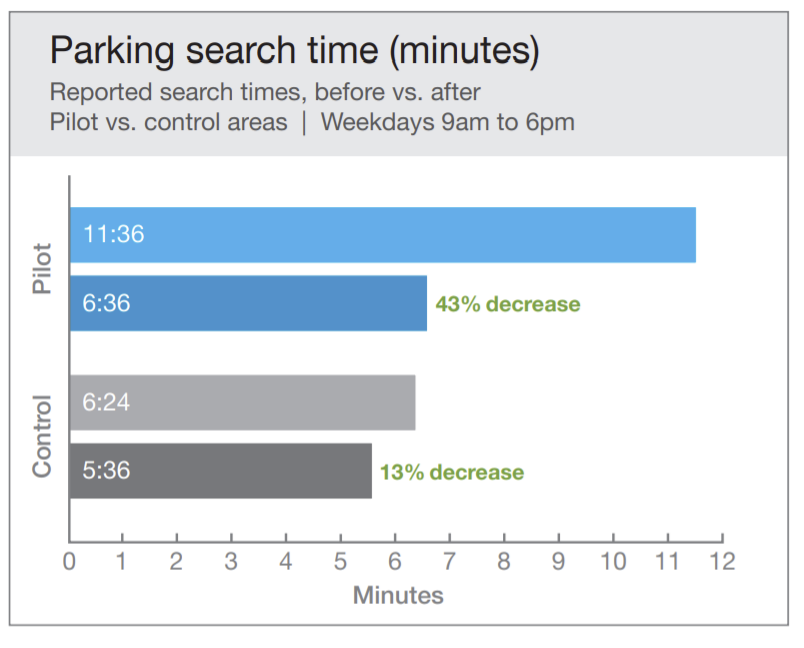 Parking search time (minutes)
Reported search times, before vs. after
Pilot vs. control areas | Weekdays 9am to 6pm
Pilot
11:36
6:36
43% decrease
Control
6:24
5:36
13% decrease
0 1 2 3 4 5 6 7 8 9 10 11 12
Minutes